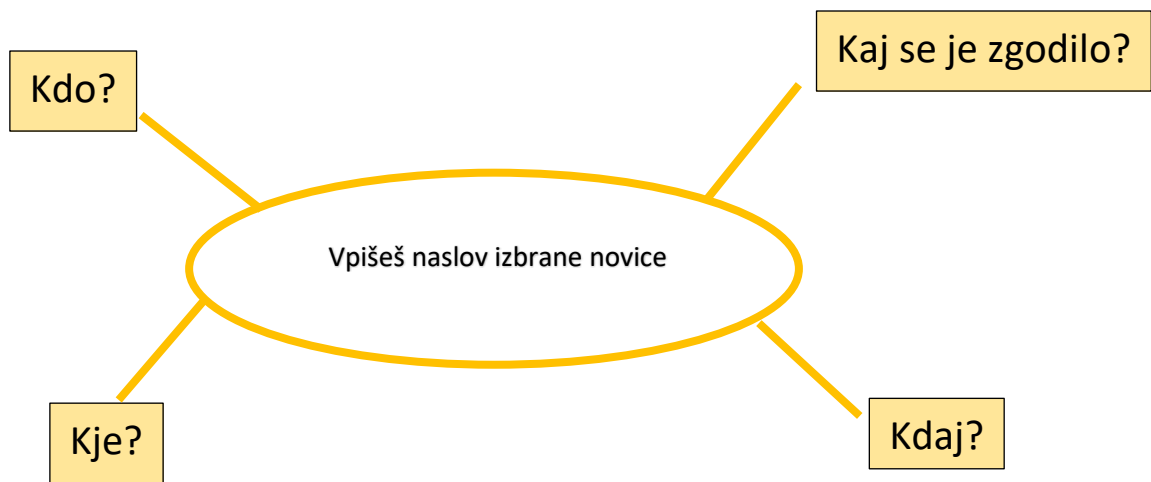 Kdo?
Kaj se je zgodilo?
Vpišeš naslov izbrane novice
Kje?
Kdaj?